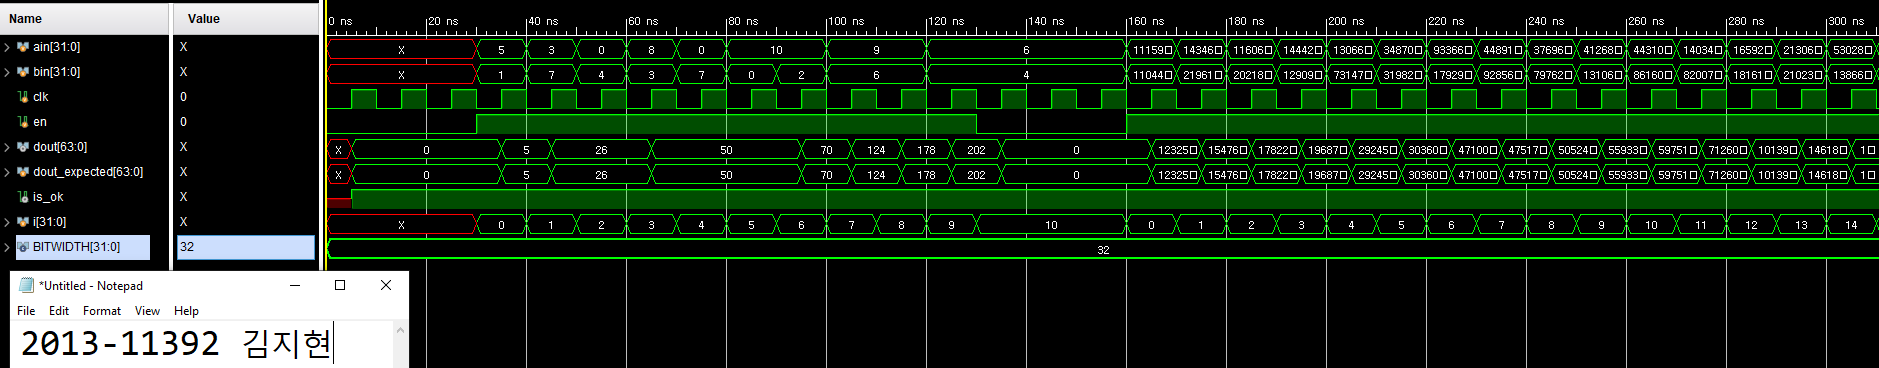 Name Value
0 ns 20 ns 40 ns 60 ns 80 ns 100 ns 120 ns 140 ns 160 ns 180 ns 200 ns 220 ns 240 ns 260 ns 280 ns 300 ns
ain[31:0] X X 5 3 0 8 0 10 9 6 11159□ 14346□ 11606□ 14442□ 13066□ 34870□ 93366□ 44891□ 37696□ 41268□ 44310□ 14034□ 16592□ 21306□ 53028□
bin[31:0] X X 1 7 4 3 7 0 2 6 4 11044□ 21961□ 20218□ 12909□ 73147□ 31982□ 17929□ 92856□ 79762□ 13106□ 86160□ 82007□ 18161□ 21023□ 13866□
clk 0
en 0
dout[63:0] X X 0 5 26 50 70 124 178 202 0 12325□ 15476□ 17822□ 19687□ 29245□ 30360□ 47100□ 47517□ 50524□ 55933□ 59751□ 71260□ 10139□ 14618□ 1□
dout_expected[63:0] X X 0 5 26 50 70 124 178 202 0 12325□ 15476□ 17822□ 19687□ 29245□ 30360□ 47100□ 47517□ 50524□ 55933□ 59751□ 71260□ 10139□ 14618□ 1□
is_ok X
i[31:0] X X 0 1 2 3 4 5 6 7 8 9 10 0 1 2 3 4 5 6 7 8 9 10 11 12 13 14
BITWIDTH[31:0] 32 32
*Untitled - Notepad
File Edit Format View Help
2013-11392 김지현